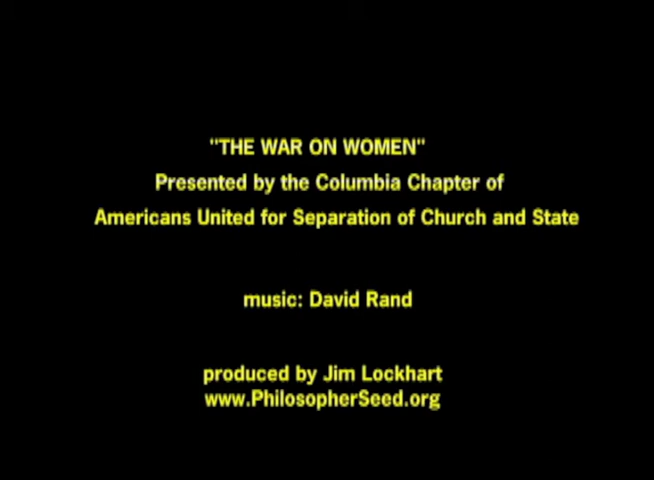 "THE WAR ON WOMEN"
Presented by the Columbia Chapter of
Americans United for Separation of Church and State
music: David Rand
produced by Jim Lockhart
www.PhilosopherSeed.org